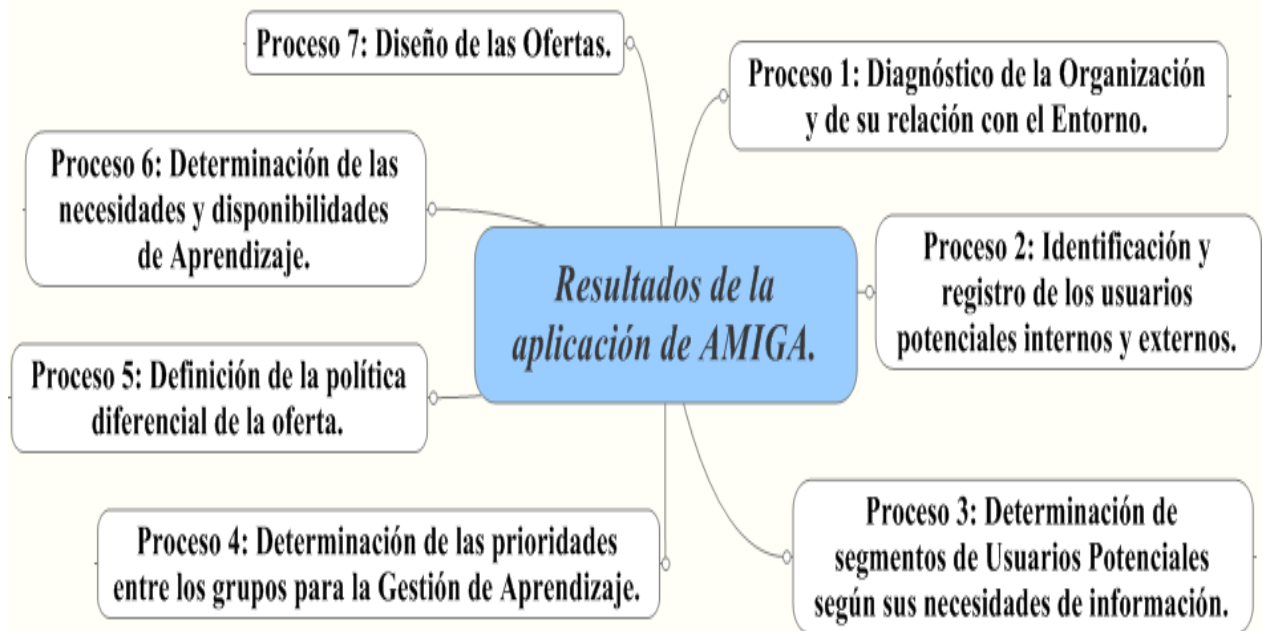 Proceso 7: Diseño de las Ofertas.
Proceso 1: Diagnóstico de la Organización
y de su relación con el Entorno.
Proceso 6: Determinación de las
necesidades y disponibilidades
de Aprendizaje.
Proceso 2: Identificación y
registro de los usuarios
potenciales internos y externos.
Resultados de la
aplicación de AMIGA.
Proceso 5: Definición de la política
diferencial de la oferta.
Proceso 4: Determinación de las prioridades
entre los grupos para la Gestión de Aprendizaje.
Proceso 3: Determinación de
segmentos de Usuarios Potenciales
según sus necesidades de información.